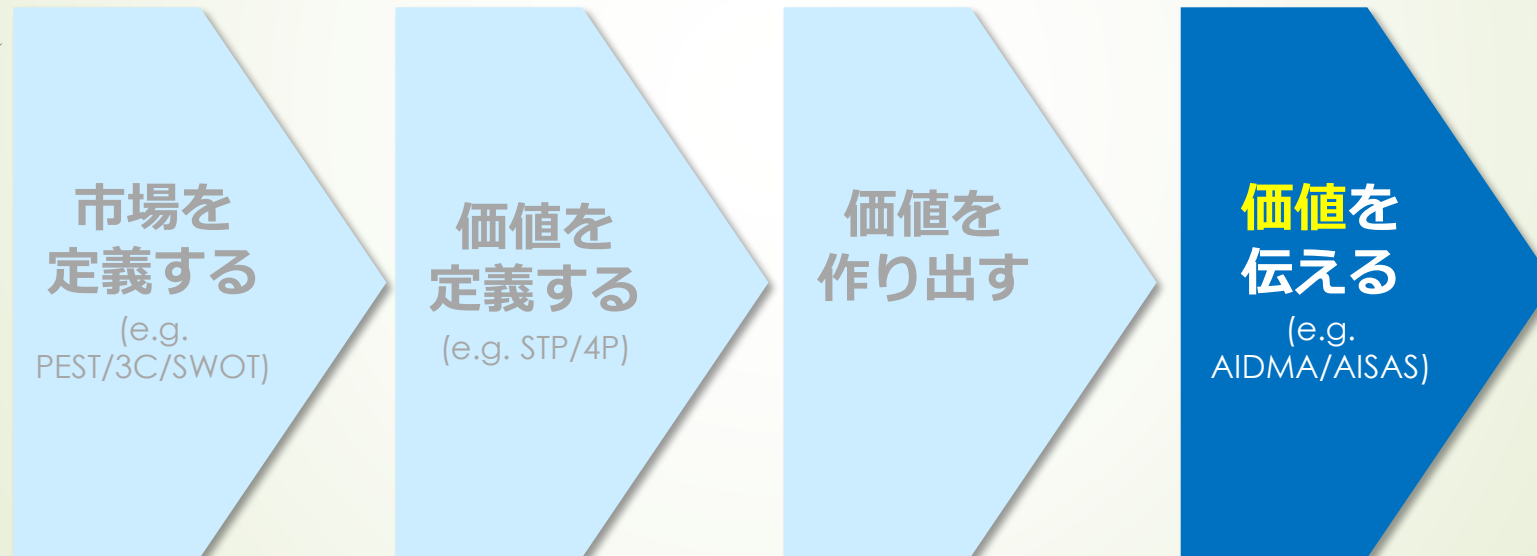 市場を
定義する
(e.g.
PEST/3C/SWOT)
価値を
定義する
(e.g. STP/4P)
価値を
作り出す
価値を
伝える
(e.g.
AIDMA/AISAS)